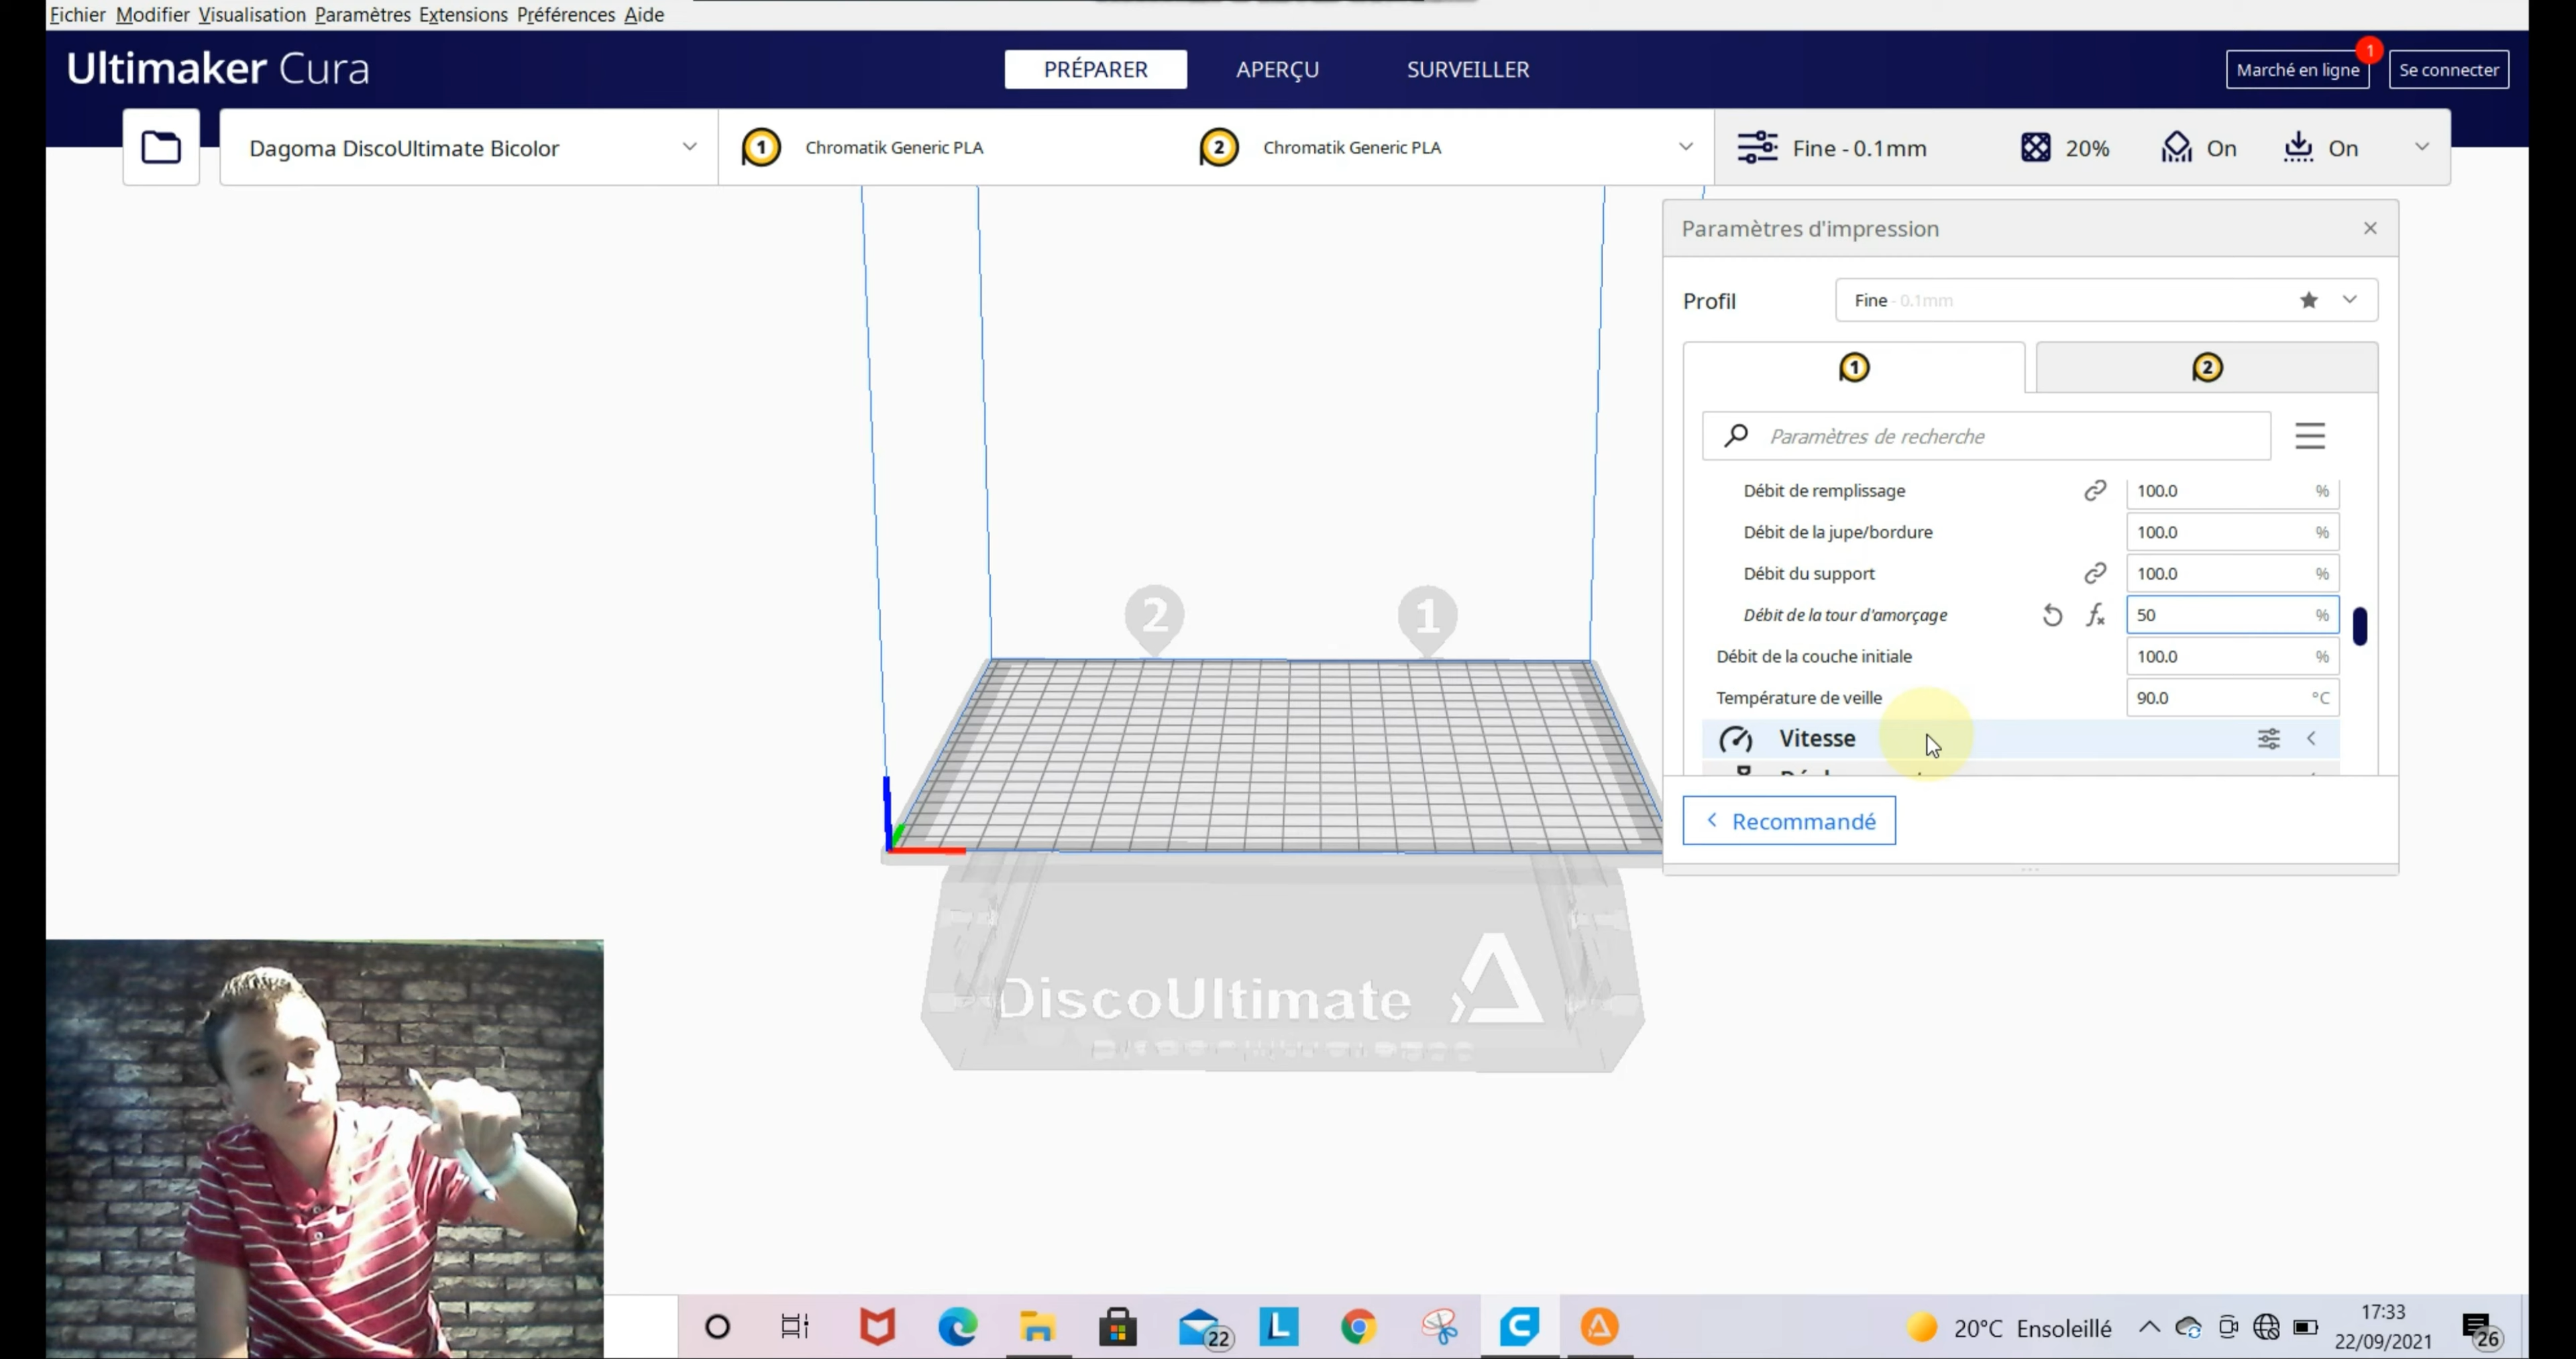 Fichier Modifier Visualisation Paramètres Extensions Préférences Aide
Ultimaker Cura
PRÉPARER APERÇU SURVEILLER
Marché en ligne 1 Se connecter
Dagoma DiscoUltimate Bicolor 1 Chromatik Generic PLA 2 Chromatik Generic PLA Fine - 0.1mm 20% On On
Paramètres d'impression
Profil Fine - 0.1mm
1 2
Paramètres de recherche
Débit de remplissage 100.0 %
Débit de la jupe/bordure 100.0 %
Débit du support 100.0 %
Débit de la tour d'amorçage fx 50 %
Débit de la couche initiale 100.0 %
Température de veille 90.0 °C
Vitesse
Recommandé
2 1
DiscoUltimate
22 L
20°C Ensoleillé
17:33
22/09/2021
26